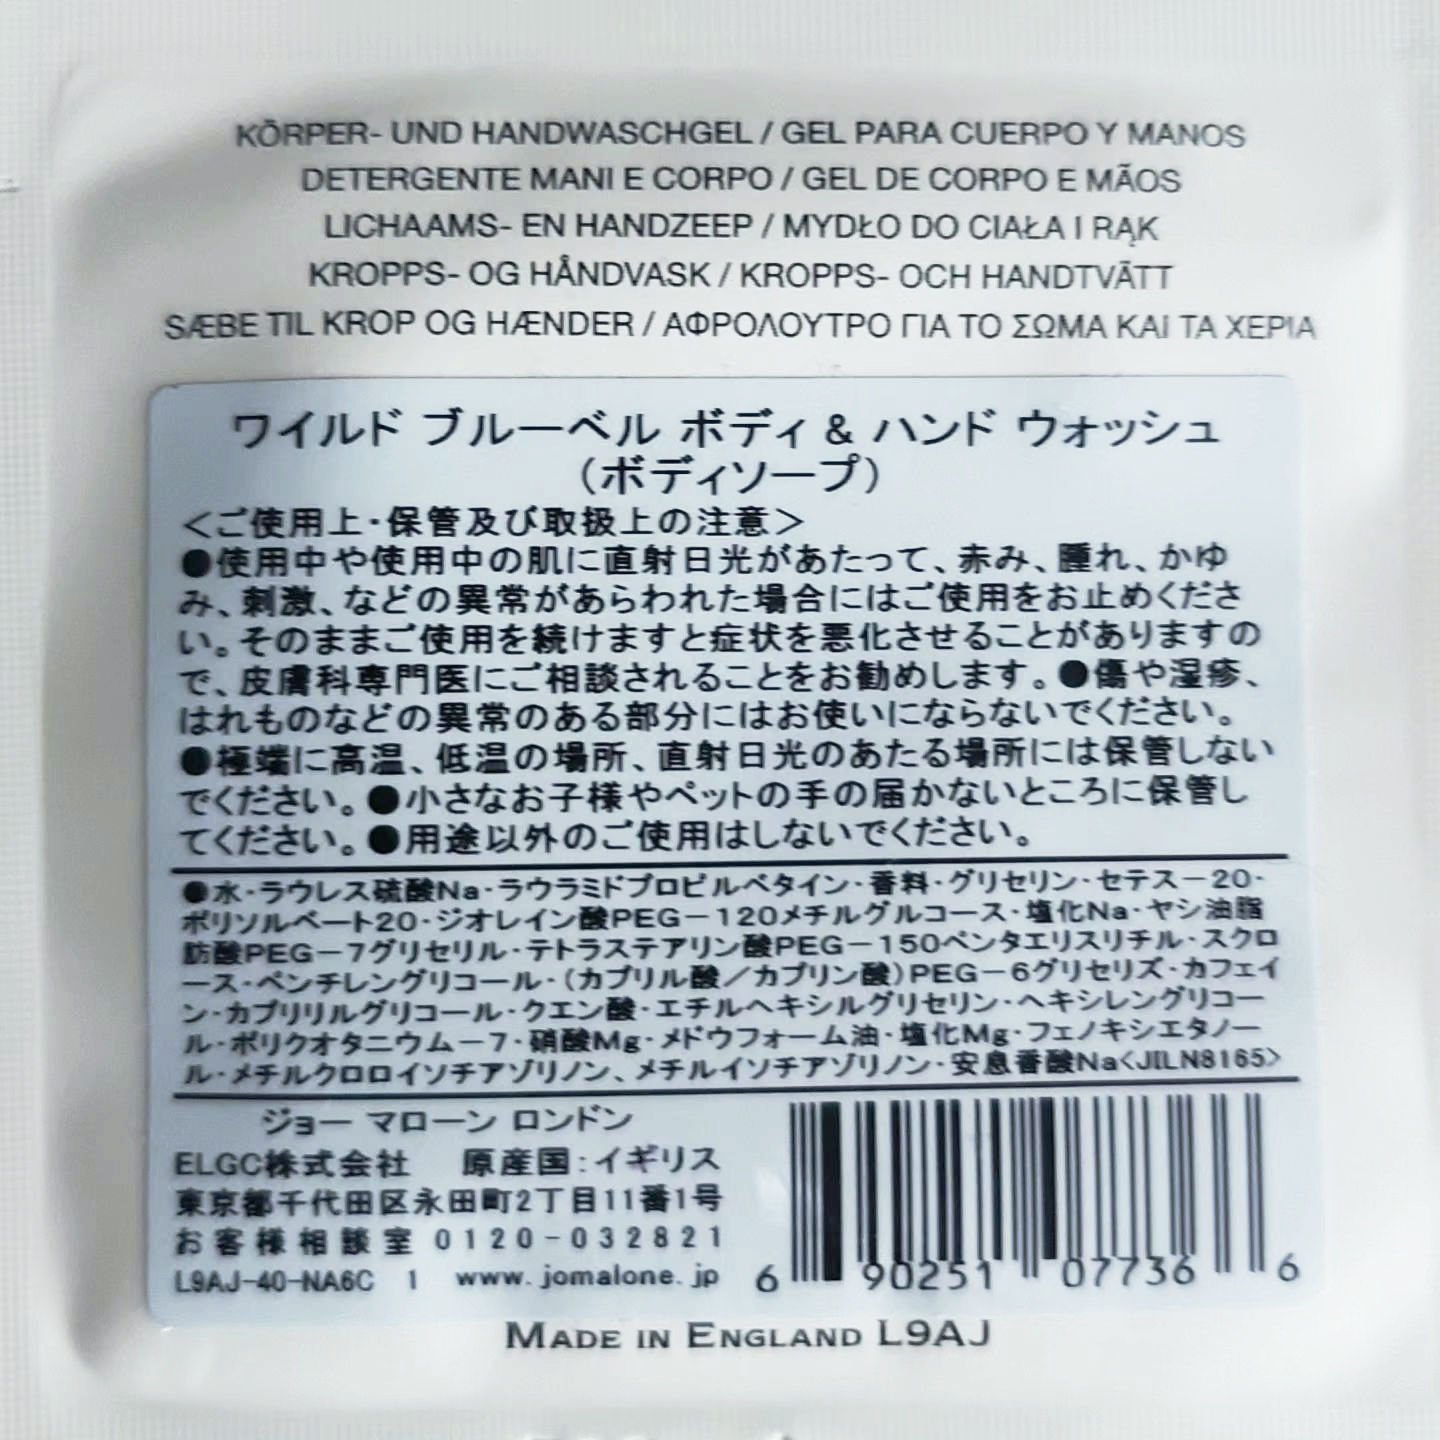 KÖRPER- UND HANDWASCHGEL / GEL PARA CUERPO Y MANOS
DETERGENTE MANI E CORPO / GEL DE CORPO E MÃOS
LICHAAMS- EN HANDZEEP / MYDŁO DO CIAŁA I RĄK
KROPPS- OG HÅNDVASK / KROPPS- OCH HANDTVÄTT
SÆBE TIL KROP OG HÆNDER / ΑΦΡΟΛΟΥΤΡΟ ΓΙΑ ΤΟ ΣΩΜΑ ΚΑΙ ΤΑ ΧΕΡΙΑ
ワイルド ブルーベル ボディ & ハンド ウォッシュ
(ボディソープ)
<ご使用上・保管及び取扱上の注意>
●使用中や使用中の肌に直射日光があたって、赤み、腫れ、かゆ
み、刺激、などの異常があらわれた場合にはご使用をお止めくださ
い。そのままご使用を続けますと症状を悪化させることがありますの
で、皮膚科専門医にご相談されることをお勧めします。●傷や湿疹、
はれものなどの異常のある部分にはお使いにならないでください。
●極端に高温、低温の場所、直射日光のあたる場所には保管しない
でください。●小さなお子様やペットの手の届かないところに保管し
てください。●用途以外のご使用はしないでください。
●水・ラウレス硫酸Na・ラウラミドプロピルベタイン・香料・グリセリン・セテス－20・
ポリソルベート20・ジオレイン酸PEG－120メチルグルコース・塩化Na・ヤシ油脂
肪酸PEG－7グリセリル・テトラステアリン酸PEG－150ペンタエリスリチル・スクロ
ース・ペンチレングリコール・(カプリル酸／カプリン酸)PEG－6グリセリズ・カフェイ
ン・カプリリルグリコール・クエン酸・エチルヘキシルグリセリン・ヘキシレングリコー
ル・ポリクオタニウム－7・硝酸Mg・メドウフォーム油・塩化Mg・フェノキシエタノー
ル・メチルクロロイソチアゾリノン、メチルイソチアゾリノン・安息香酸Na<JILN8165>
ジョー マローン ロンドン
ELGC株式会社 原産国：イギリス
東京都千代田区永田町2丁目11番1号
お客様相談室 0120-032821
L9AJ-40-NA6C 1 www.jomalone.jp
6 90251 07736 6
MADE IN ENGLAND L9AJ